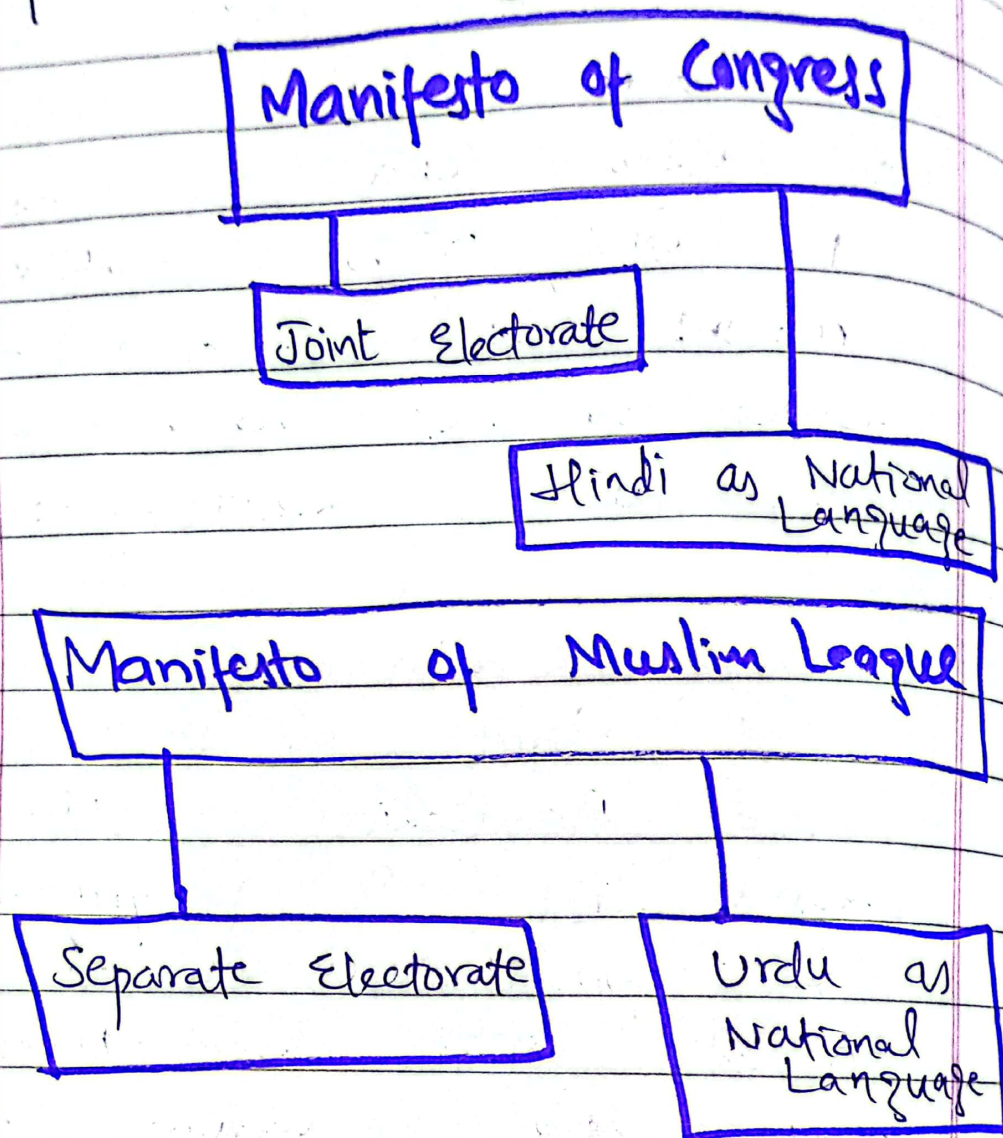 Manifesto of Congress
Joint Electorate
Hindi as National
Language
Manifesto of Muslim League
Separate Electorate
Urdu as
National
Language